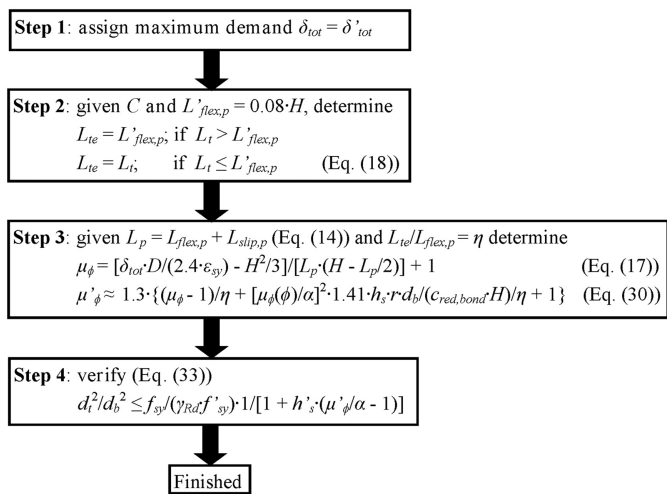 Step 1: assign maximum demand δtot = δ’tot
Step 2: given C and L’flex,p = 0.08·H, determine
Lte = L’flex,p; if Lt > L’flex,p
Lte = Lt; if Lt ≤ L’flex,p (Eq. (18))
Step 3: given Lp = Lflex,p + Lslip,p (Eq. (14)) and Lte/Lflex,p = η determine
μϕ = [δtot·D/(2.4·εsy) - H²/3]/[Lp·(H - Lp/2)] + 1 (Eq. (17))
μ’ϕ ≈ 1.3·{(μϕ - 1)/η + [μϕ(ϕ)/α]²·1.41·hs·r·db/(cred,bond·H)/η + 1} (Eq. (30))
Step 4: verify (Eq. (33))
dt²/db² ≤ fsy/(γRd·f’sy)·1/[1 + h’s·(μ’ϕ/α - 1)]
Finished